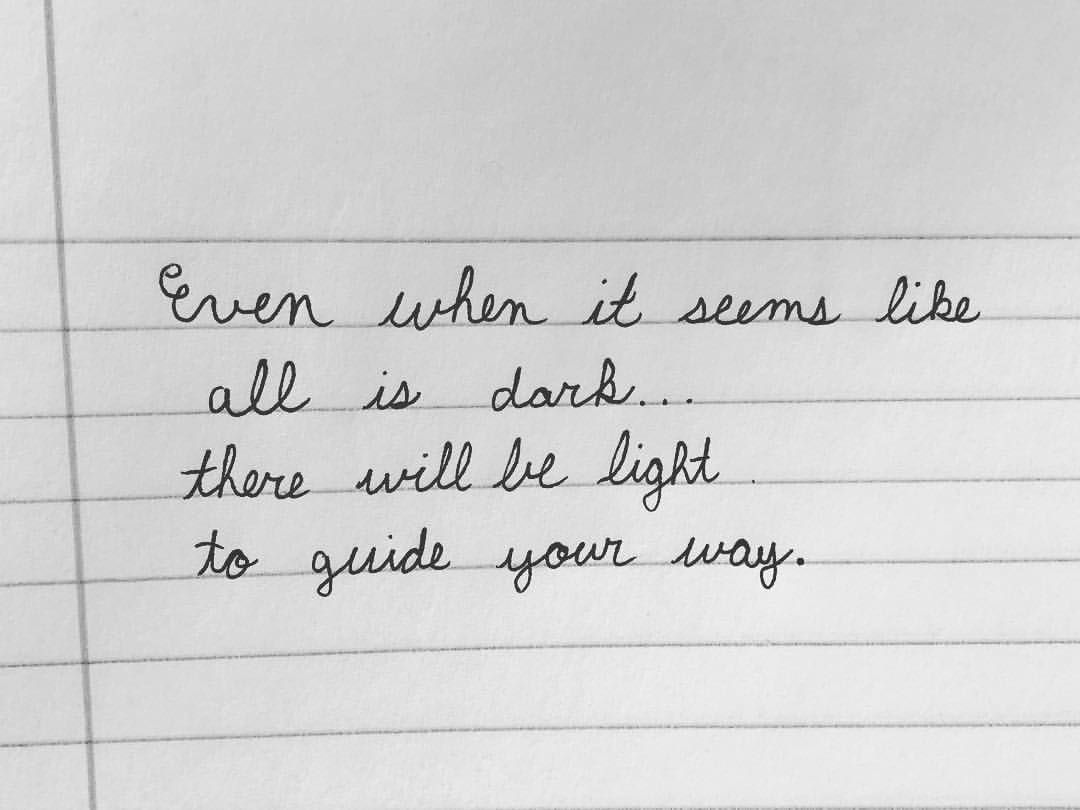 Even when it seems like
all is dark...
there will be light
to guide your way.